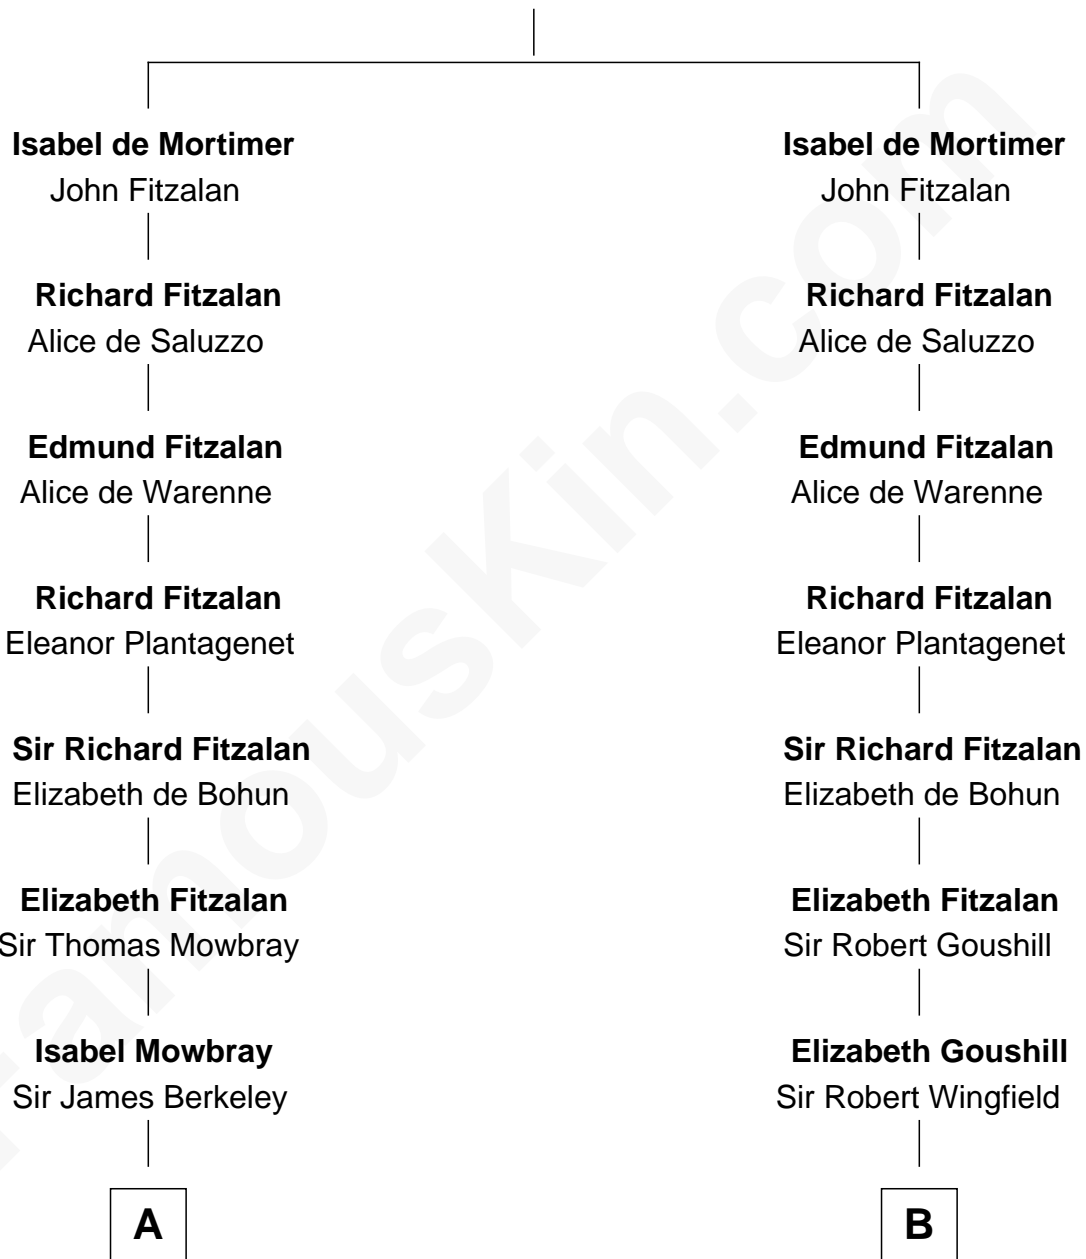 Isabel de Mortimer
John Fitzalan
Richard Fitzalan
Alice de Saluzzo
Edmund Fitzalan
Alice de Warenne
Richard Fitzalan
Eleanor Plantagenet
Sir Richard Fitzalan
Elizabeth de Bohun
Elizabeth Fitzalan
Sir Thomas Mowbray
Isabel Mowbray
Sir James Berkeley
A
Isabel de Mortimer
John Fitzalan
Richard Fitzalan
Alice de Saluzzo
Edmund Fitzalan
Alice de Warenne
Richard Fitzalan
Eleanor Plantagenet
Sir Richard Fitzalan
Elizabeth de Bohun
Elizabeth Fitzalan
Sir Robert Goushill
Elizabeth Goushill
Sir Robert Wingfield
B
FamousKin.com